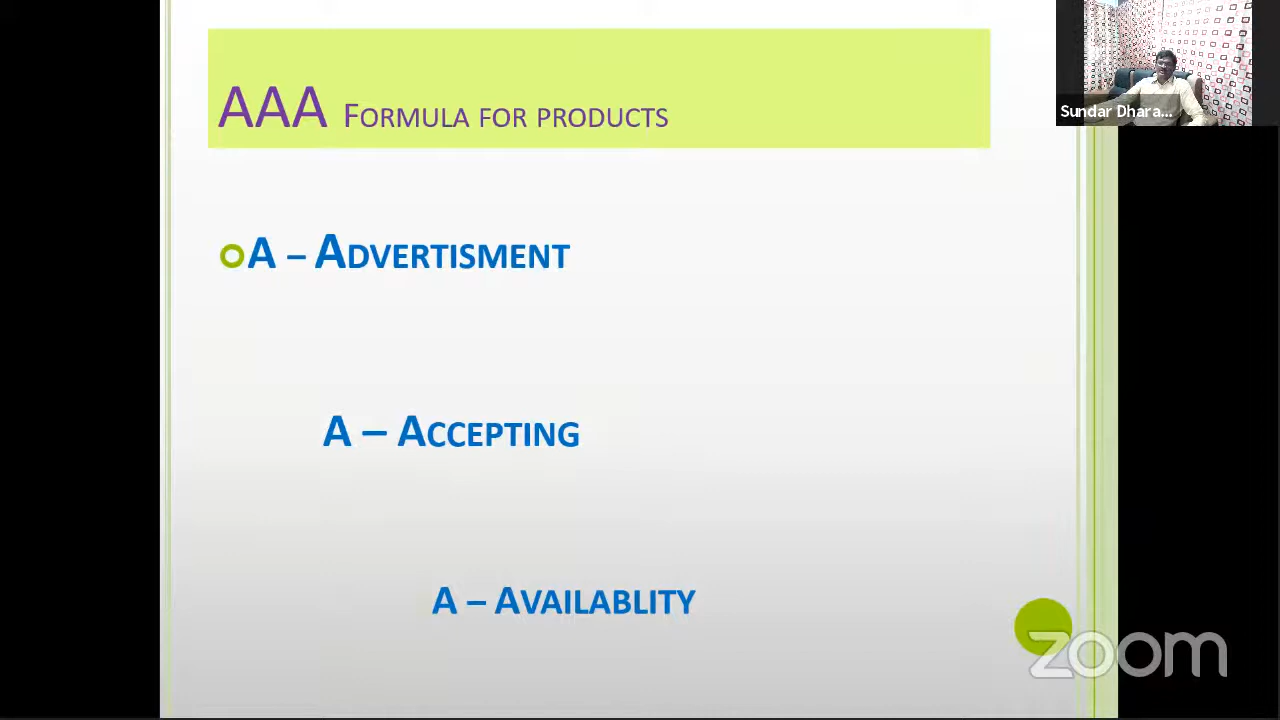 AAA FORMULA FOR PRODUCTS
Sundar Dhara...
A – ADVERTISMENT
A – ACCEPTING
A – AVAILABLITY
zoom